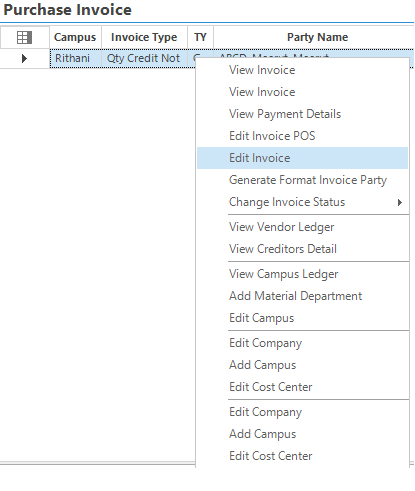 Purchase Invoice
Campus Invoice Type TY Party Name
Rithani Qty Credit Not
View Invoice
View Invoice
View Payment Details
Edit Invoice POS
Edit Invoice
Generate Format Invoice Party
Change Invoice Status
View Vendor Ledger
View Creditors Detail
View Campus Ledger
Add Material Department
Edit Campus
Edit Company
Add Campus
Edit Cost Center
Edit Company
Add Campus
Edit Cost Center